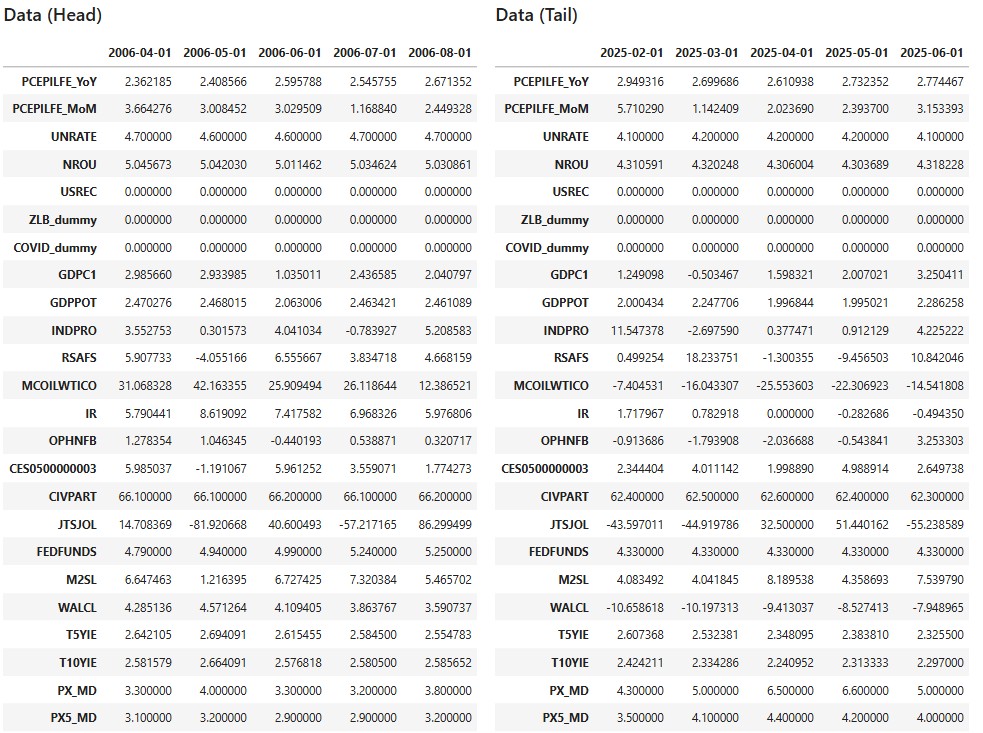 Data (Head)
2006-04-01 2006-05-01 2006-06-01 2006-07-01 2006-08-01
PCEPILFE_YoY 2.362185 2.408566 2.595788 2.545755 2.671352
PCEPILFE_MoM 3.664276 3.008452 3.029509 1.168840 2.449328
UNRATE 4.700000 4.600000 4.600000 4.700000 4.700000
NROU 5.045673 5.042030 5.011462 5.034624 5.030861
USREC 0.000000 0.000000 0.000000 0.000000 0.000000
ZLB_dummy 0.000000 0.000000 0.000000 0.000000 0.000000
COVID_dummy 0.000000 0.000000 0.000000 0.000000 0.000000
GDPC1 2.985660 2.933985 1.035011 2.436585 2.040797
GDPPOT 2.470276 2.468015 2.063006 2.463421 2.461089
INDPRO 3.552753 0.301573 4.041034 -0.783927 5.208583
RSAFS 5.907733 -4.055166 6.555667 3.834718 4.668159
MCOILWTICO 31.068328 42.163355 25.909494 26.118644 12.386521
IR 5.790441 8.619092 7.417582 6.968326 5.976806
OPHNFB 1.278354 1.046345 -0.440193 0.538871 0.320717
CES0500000003 5.985037 -1.191067 5.961252 3.559071 1.774273
CIVPART 66.100000 66.100000 66.200000 66.100000 66.200000
JTSJOL 14.708369 -81.920668 40.600493 -57.217165 86.299499
FEDFUNDS 4.790000 4.940000 4.990000 5.240000 5.250000
M2SL 6.647463 1.216395 6.727425 7.320384 5.465702
WALCL 4.285136 4.571264 4.109405 3.863767 3.590737
T5YIE 2.642105 2.694091 2.615455 2.584500 2.554783
T10YIE 2.581579 2.664091 2.576818 2.580500 2.585652
PX_MD 3.300000 4.000000 3.300000 3.200000 3.800000
PX5_MD 3.100000 3.200000 2.900000 2.900000 3.200000
Data (Tail)
2025-02-01 2025-03-01 2025-04-01 2025-05-01 2025-06-01
PCEPILFE_YoY 2.949316 2.699686 2.610938 2.732352 2.774467
PCEPILFE_MoM 5.710290 1.142409 2.023690 2.393700 3.153393
UNRATE 4.100000 4.200000 4.200000 4.200000 4.100000
NROU 4.310591 4.320248 4.306004 4.303689 4.318228
USREC 0.000000 0.000000 0.000000 0.000000 0.000000
ZLB_dummy 0.000000 0.000000 0.000000 0.000000 0.000000
COVID_dummy 0.000000 0.000000 0.000000 0.000000 0.000000
GDPC1 1.249098 -0.503467 1.598321 2.007021 3.250411
GDPPOT 2.000434 2.247706 1.996844 1.995021 2.286258
INDPRO 11.547378 -2.697590 0.377471 0.912129 4.225222
RSAFS 0.499254 18.233751 -1.300355 -9.456503 10.842046
MCOILWTICO -7.404531 -16.043307 -25.553603 -22.306923 -14.541808
IR 1.717967 0.782918 0.000000 -0.282686 -0.494350
OPHNFB -0.913686 -1.793908 -2.036688 -0.543841 3.253303
CES0500000003 2.344404 4.011142 1.998890 4.988914 2.649738
CIVPART 62.400000 62.500000 62.600000 62.400000 62.300000
JTSJOL -43.597011 -44.919786 32.500000 51.440162 -55.238589
FEDFUNDS 4.330000 4.330000 4.330000 4.330000 4.330000
M2SL 4.083492 4.041845 8.189538 4.358693 7.539790
WALCL -10.658618 -10.197313 -9.413037 -8.527413 -7.948965
T5YIE 2.607368 2.532381 2.348095 2.383810 2.325500
T10YIE 2.424211 2.334286 2.240952 2.313333 2.297000
PX_MD 4.300000 5.000000 6.500000 6.600000 5.000000
PX5_MD 3.500000 4.100000 4.400000 4.200000 4.000000